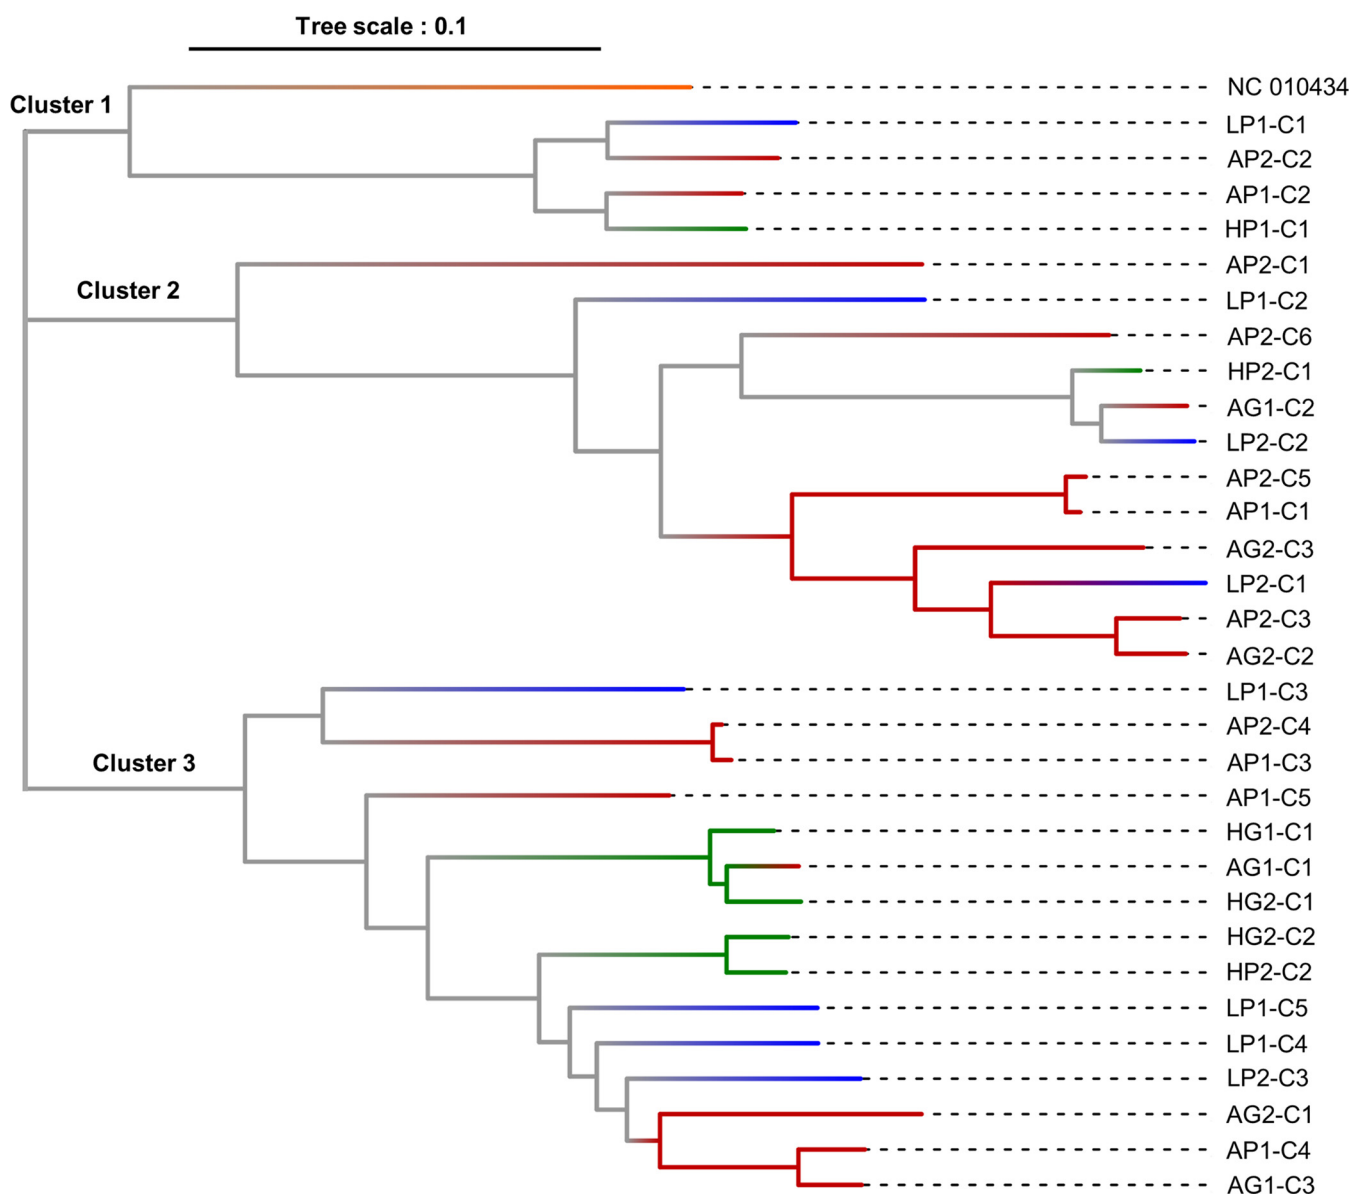 Tree scale : 0.1
NC 010434
Cluster 1
LP1-C1
AP2-C2
AP1-C2
HP1-C1
AP2-C1
Cluster 2
LP1-C2
AP2-C6
HP2-C1
AG1-C2
LP2-C2
AP2-C5
AP1-C1
AG2-C3
LP2-C1
AP2-C3
AG2-C2
LP1-C3
AP2-C4
Cluster 3
AP1-C3
AP1-C5
HG1-C1
AG1-C1
HG2-C1
HG2-C2
HP2-C2
LP1-C5
LP1-C4
LP2-C3
AG2-C1
AP1-C4
AG1-C3